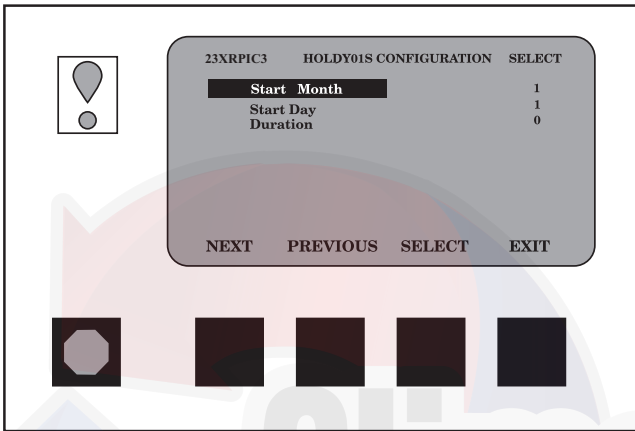 23XRPIC3 HOLDY01S CONFIGURATION SELECT
Start Month 1
Start Day 1
Duration 0
NEXT PREVIOUS SELECT EXIT